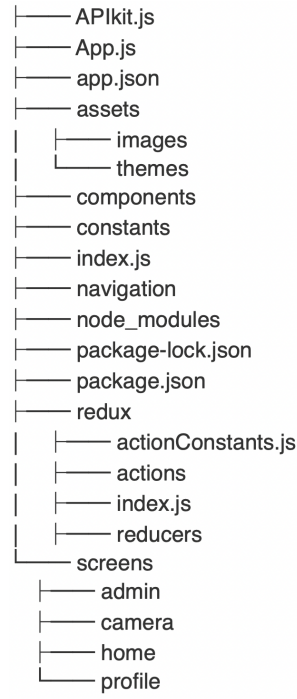 APIkit.js
App.js
app.json
assets
images
themes
components
constants
index.js
navigation
node_modules
package-lock.json
package.json
redux
actionConstants.js
actions
index.js
reducers
screens
admin
camera
home
profile